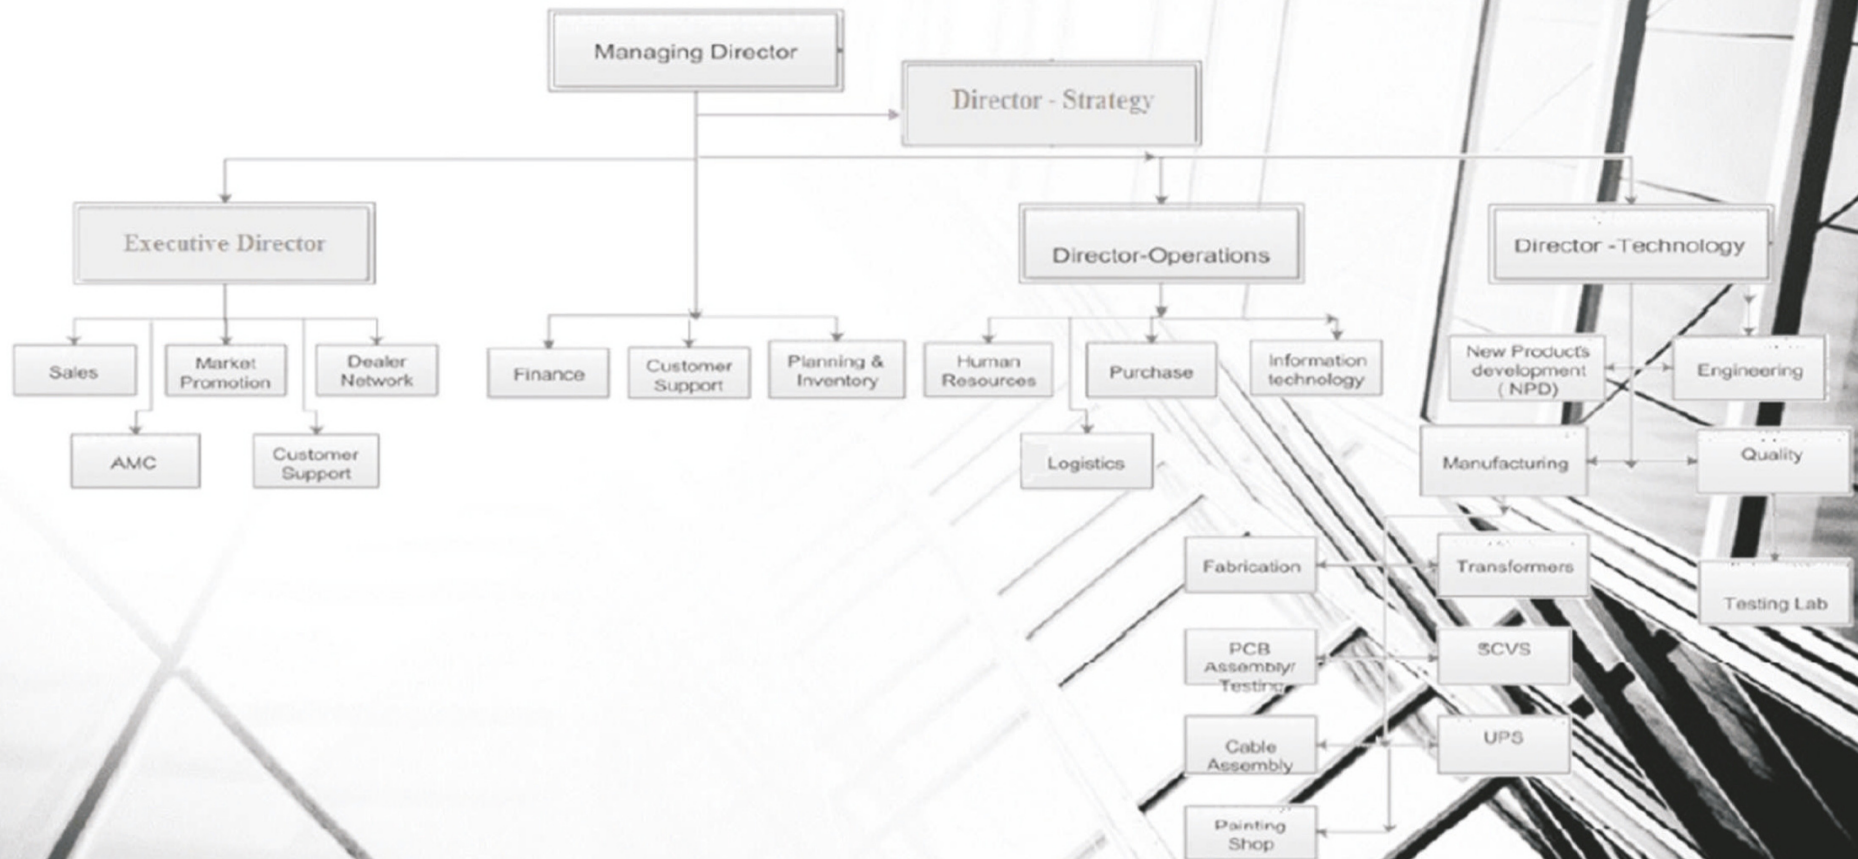 Managing Director
Director - Strategy
Executive Director
Director-Operations
Director -Technology
Sales
Market
Promotion
Dealer
Network
Finance
Customer
Support
Planning &
Inventory
Human
Resources
Purchase
Information
technology
New Products
development
( NPD)
Engineering
AMC
Customer
Support
Logistics
Manufacturing
Quality
Fabrication
Transformers
Testing Lab
PCB
Assembly/
Testing
SCVS
Cable
Assembly
UPS
Painting
Shop